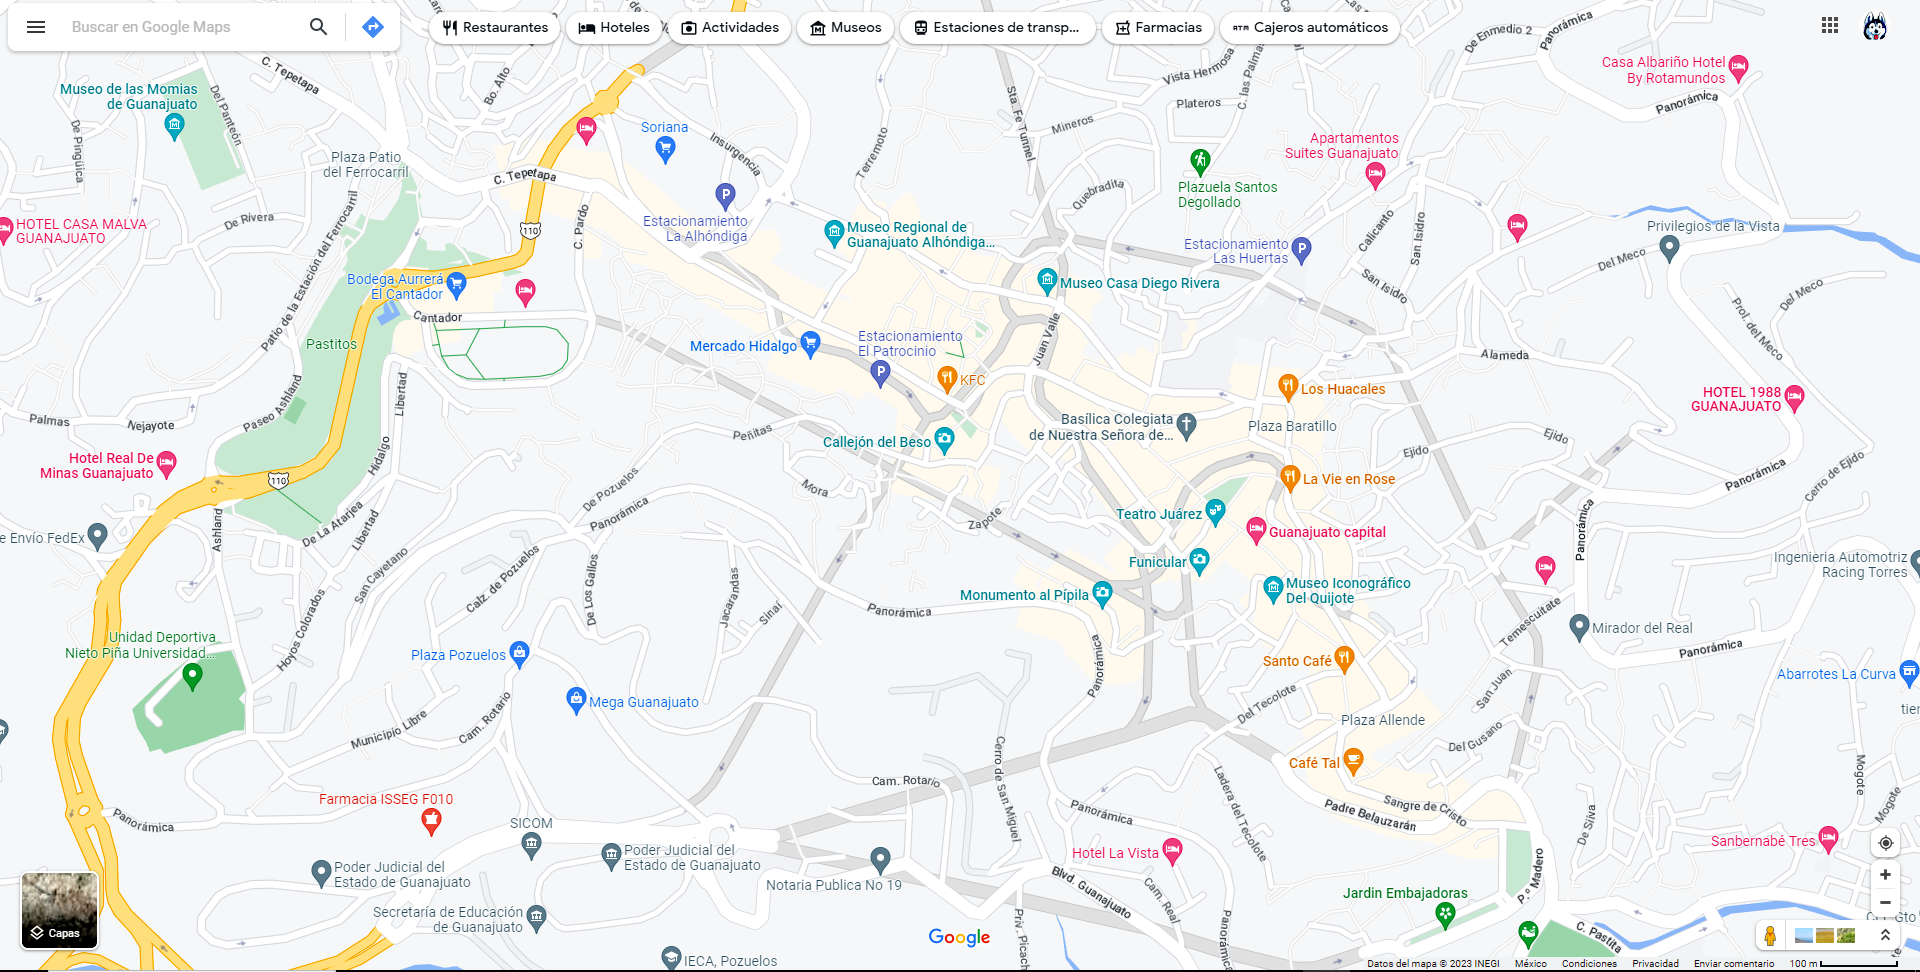 Buscar en Google Maps
Restaurantes
Hoteles
Actividades
Museos
Estaciones de transp...
Farmacias
Cajeros automáticos
De Enmedio 2
Panorámica
Casa Albariño Hotel
By Rotamundos
Panorámica
C. Tepetapa
Bo. Alto
Vista Hermosa
C. las Palmas
Plateros
Sta. Fe Tunnel
Mineros
Museo de las Momias
de Guanajuato
Del Panteón
De Pingüica
Soriana
Insurgencia
Terremoto
Apartamentos
Suites Guanajuato
Plaza Patio
del Ferrocarril
C. Tepetapa
Quebradita
Plazuela Santos
Degollado
HOTEL CASA MALVA
GUANAJUATO
De Rivera
Patio de la Estación del Ferrocarril
110
C. Pardo
Estacionamiento
La Alhóndiga
Museo Regional de
Guanajuato Alhóndiga...
Calicanto
San Isidro
Privilegios de la Vista
Estacionamiento
Las Huertas
Del Meco
Bodega Aurrerá
El Cantador
Museo Casa Diego Rivera
San Isidro
Del Meco
Prol. del Meco
Cantador
Pastitos
Mercado Hidalgo
Estacionamiento
El Patrocinio
Juan Valle
Alameda
KFC
Los Huacales
HOTEL 1988
GUANAJUATO
Paseo Ashland
Libertad
Palmas
Nejayote
Basílica Colegiata
de Nuestra Señora de...
Plaza Baratillo
Peñitas
Callejón del Beso
Ejido
Ejido
Hidalgo
Hotel Real De
Minas Guanajuato
110
De Pozuelos
Mora
La Vie en Rose
Panorámica
Cerro de Ejido
Panorámica
Zapote
Teatro Juárez
Guanajuato capital
Panorámica
e Envío FedEx
Ashland
De La Atarjea
Libertad
San Cayetano
Calz. de Pozuelos
De Los Gallos
Funicular
Ingenieria Automotriz
Racing Torres
Jacarandas
Sinaí
Panorámica
Monumento al Pípila
Museo Iconográfico
Del Quijote
Hoyos Colorados
Temescuitate
Mirador del Real
Unidad Deportiva
Nieto Piña Universidad...
Plaza Pozuelos
Panorámica
Santo Café
Panorámica
Abarrotes La Curva
Mega Guanajuato
San Juan
Del Tecolote
Plaza Allende
tier
Municipio Libre
Cam. Rotario
Del Gusano
Cerro de San Miguel
Café Tal
Cam. Rotario
Ladera del Tecolote
Mogote
Mogote
Farmacia ISSEG F010
Panorámica
SICOM
Panorámica
Sangre de Cristo
Padre Belauzarán
De Silva
Sanbernabé Tres
Poder Judicial del
Estado de Guanajuato
Poder Judicial del
Estado de Guanajuato
Notaria Publica No 19
Hotel La Vista
Blvd. Guanajuato
Cam. Real
Panorámica
P.º Madero
Jardin Embajadoras
Secretaría de Educación
de Guanajuato
Priv. Picach
C. Pastita
Capas
Google
IECA, Pozuelos
Datos del mapa © 2023 INEGI
México
Condiciones
Privacidad
Enviar comentario
100 m